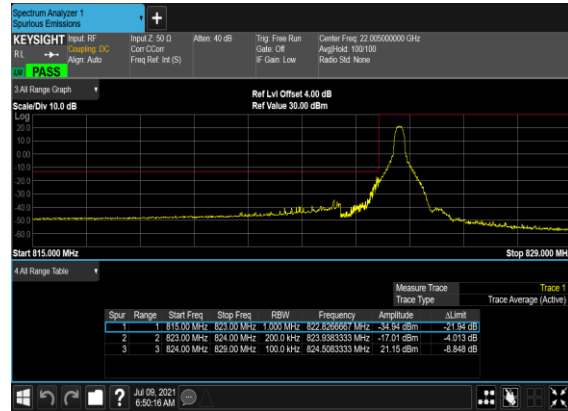 Spectrum Analyzer 1
Spurious Emissions
+
KEYSIGHT Input: RF Input Z: 50 Ω Atten: 40 dB Trig: Free Run Center Freq: 22.005000000 GHz
RL Coupling: DC Corr CCorr Gate: Off Avg|Hold: 100/100
Align: Auto Freq Ref: Int (S) IF Gain: Low Radio Std: None
LW PASS
3 All Range Graph
Ref Lvl Offset 4.00 dB
Scale/Div 10.0 dB Ref Value 30.00 dBm
Log
20.0
10.0
0.00
-10.0
-20.0
-30.0
-40.0
-50.0
-60.0
Start 815.000 MHz Stop 829.000 MH
4 All Range Table
Measure Trace Trace 1
Trace Type Trace Average (Active)
Spur Range Start Freq Stop Freq RBW Frequency Amplitude ΔLimit
1 1 815.00 MHz 823.00 MHz 1.000 MHz 822.8266667 MHz -34.94 dBm -21.94 dB
2 2 823.00 MHz 824.00 MHz 200.0 kHz 823.9383333 MHz -17.01 dBm -4.013 dB
3 3 824.00 MHz 829.00 MHz 100.0 kHz 824.5083333 MHz 21.15 dBm -8.848 dB
? Jul 09, 2021
6:50:16 AM